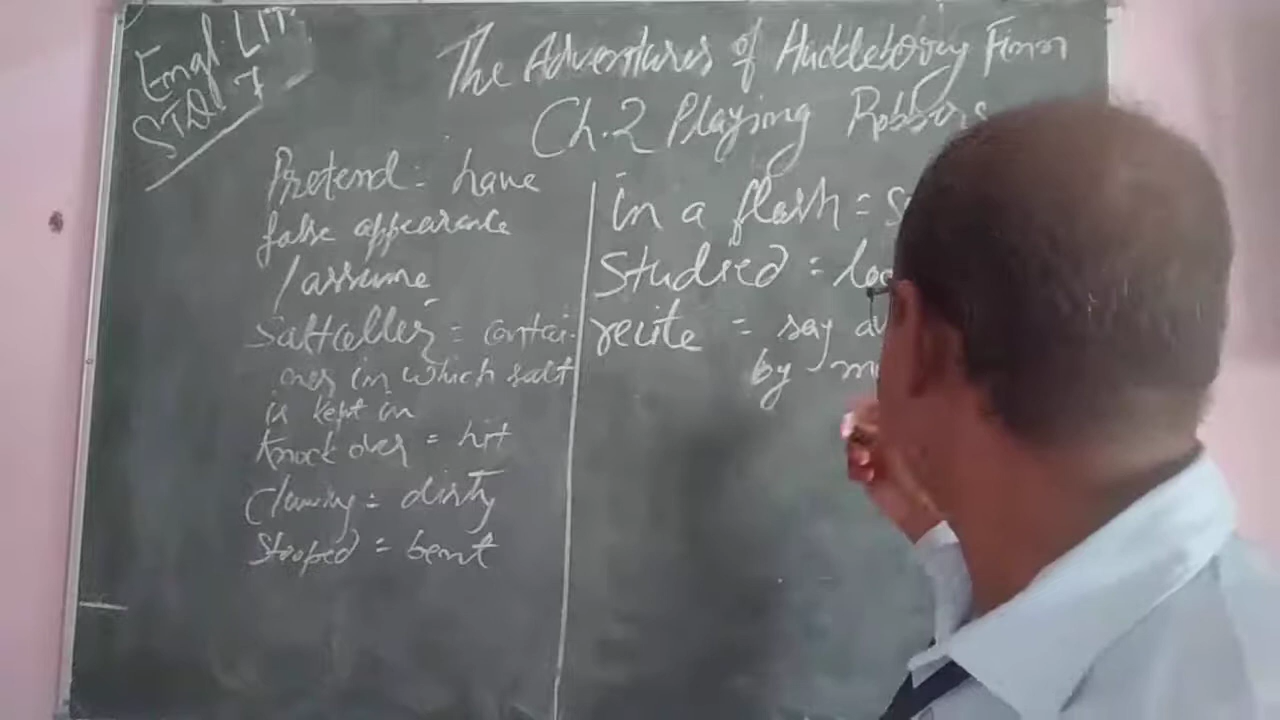 Engl. LIT.
STD. 7
The Adventures of Huckleberry Finn
Ch.2 Playing Robbers
Pretend = have
false appearance
/assume
Saltceller = contai-
ner in which salt
is kept in
Knock over = hit
= dirty
Stooped = bent
in a flash =
Studied =
recite = say
by